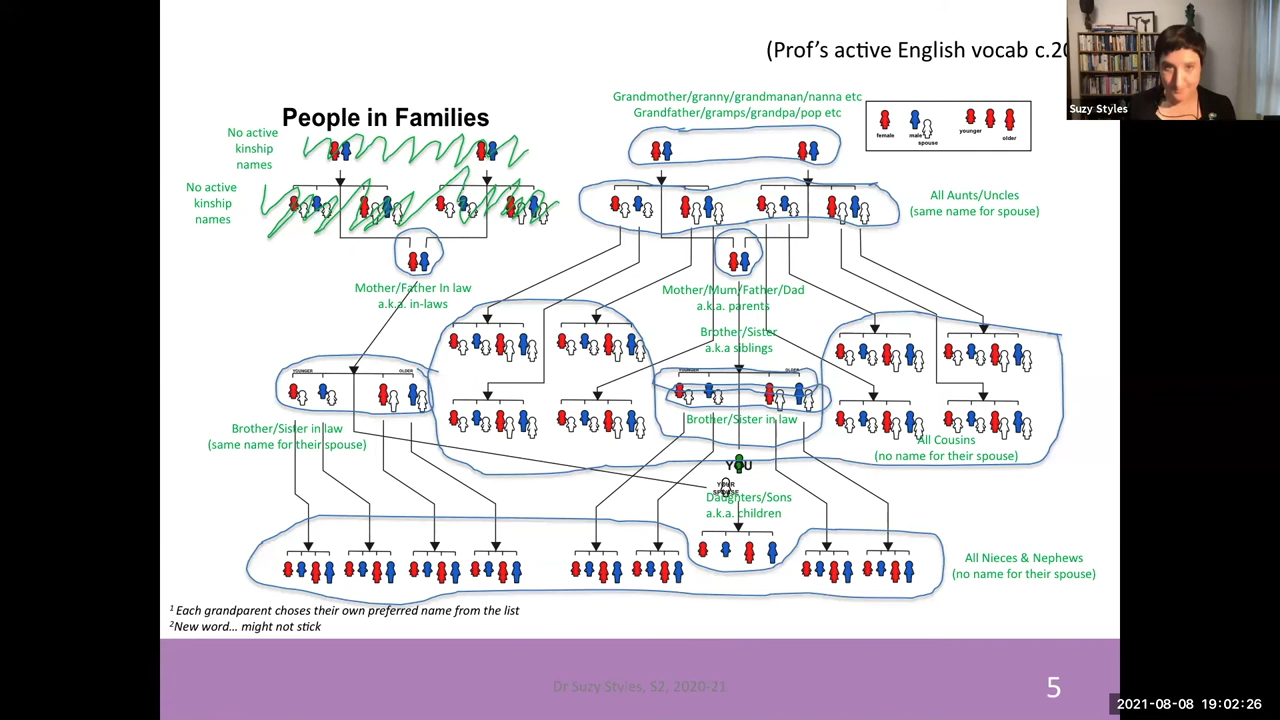 (Prof's active English vocab c.20
Suzy Styles
Grandmother/granny/grandmanan/nanna etc
Grandfather/gramps/grandpa/pop etc
People in Families
female
male
spouse
younger
older
No active
kinship
names
No active
kinship
names
All Aunts/Uncles
(same name for spouse)
Mother/Father In law
a.k.a. in-laws
Mother/Mum/Father/Dad
a.k.a. parents
Brother/Sister
a.k.a siblings
YOUNGER
OLDER
YOUNGER
OLDER
Brother/Sister in law
(same name for their spouse)
Brother/Sister in law
All Cousins
(no name for their spouse)
YOU
YOUR
SPOUSE
Daughters/Sons
a.k.a. children
All Nieces & Nephews
(no name for their spouse)
1 Each grandparent choses their own preferred name from the list
2New word... might not stick
Dr Suzy Styles, S2, 2020-21
5
2021-08-08 19:02:26